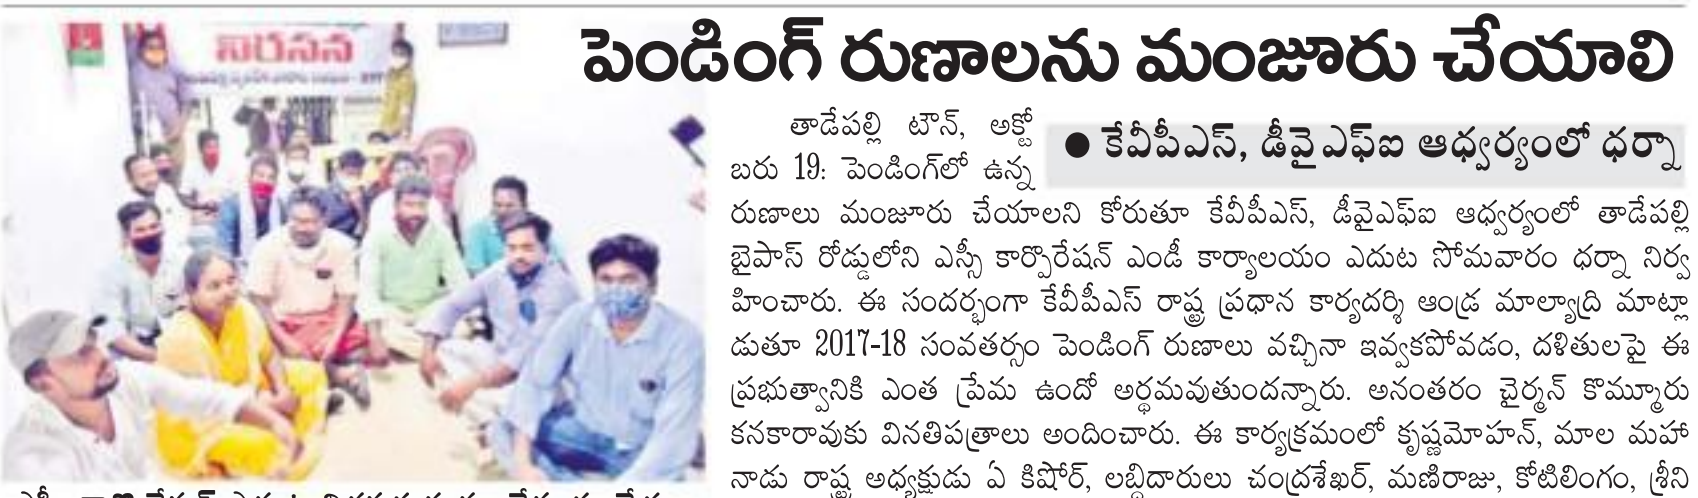 నిరసన
పెండింగ్ రుణాలను మంజూరు చేయాలి
● కేవీపీఎస్, డీవైఎఫ్ఐ ఆధ్వర్యంలో ధర్నా
తాడేపల్లి టౌన్, అక్టో
బరు 19: పెండింగ్‌లో ఉన్న
రుణాలు మంజూరు చేయాలని కోరుతూ కేవీపీఎస్, డీవైఎఫ్ఐ ఆధ్వర్యంలో తాడేపల్లి
బైపాస్ రోడ్డులోని ఎస్సీ కార్పొరేషన్ ఎండీ కార్యాలయం ఎదుట సోమవారం ధర్నా నిర్వ
హించారు. ఈ సందర్భంగా కేవీపీఎస్ రాష్ట్ర ప్రధాన కార్యదర్శి ఆండ్ర మాల్యాద్రి మాట్లా
డుతూ 2017-18 సంవతర్సం పెండింగ్ రుణాలు వచ్చినా ఇవ్వకపోవడం, దళితులపై ఈ
ప్రభుత్వానికి ఎంత ప్రేమ ఉందో అర్థమవుతుందన్నారు. అనంతరం చైర్మన్ కొమ్మూరు
కనకారావుకు వినతిపత్రాలు అందించారు. ఈ కార్యక్రమంలో కృష్ణమోహన్, మాల మహా
నాడు రాష్ట్ర అధ్యక్షుడు ఏ కిషోర్, లబ్ధిదారులు చంద్రశేఖర్, మణిరాజు, కోటిలింగం, శ్రీని